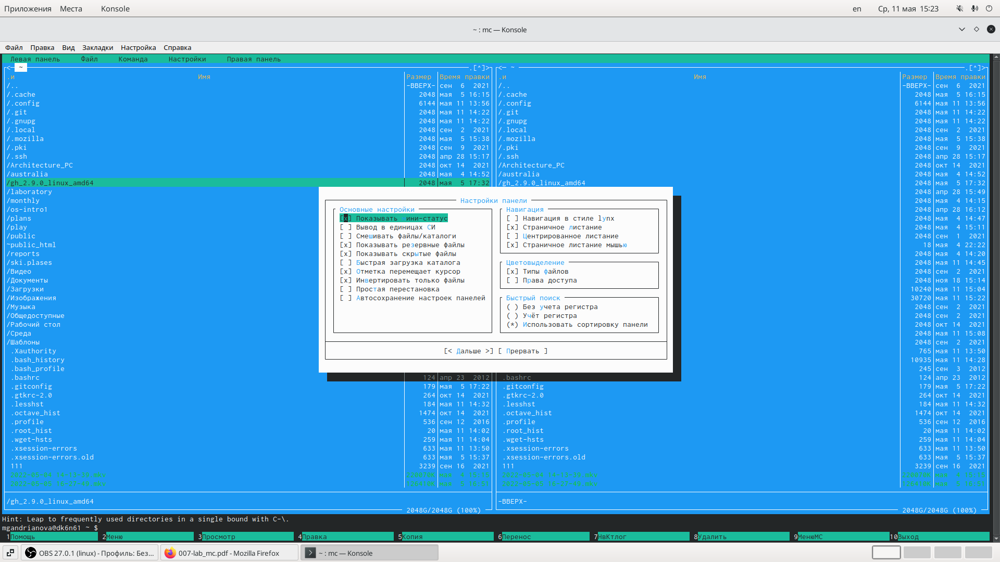 Приложения Места Konsole en Ср, 11 мая 15:23
~ : mc — Konsole
Файл Правка Вид Закладки Настройка Справка
Левая панель Файл Команда Настройки Правая панель
<─ ~ .[^]> <─ ~ .[^]>
.и Имя Размер Время правки .и Имя Размер Время правки
/.. -ВВЕРХ- сен 6 2021 /.. -ВВЕРХ- сен 6 2021
/.cache 2048 мая 5 16:15 /.cache 2048 мая 5 16:15
/.config 6144 мая 11 13:56 /.config 6144 мая 11 13:56
/.git 2048 мая 11 14:22 /.git 2048 мая 11 14:22
/.gnupg 2048 мая 11 14:22 /.gnupg 2048 мая 11 14:22
/.local 2048 сен 2 2021 /.local 2048 сен 2 2021
/.mozilla 2048 мая 5 15:38 /.mozilla 2048 мая 5 15:38
/.pki 2048 сен 9 2021 /.pki 2048 сен 9 2021
/.ssh 2048 апр 28 15:17 /.ssh 2048 апр 28 15:17
/Architecture_PC 2048 окт 14 2021 /Architecture_PC 2048 окт 14 2021
/australia 2048 мая 4 14:52 /australia 2048 мая 4 14:52
/gh_2.9.0_linux_amd64 2048 мая 5 17:32 /gh_2.9.0_linux_amd64 2048 мая 5 17:32
/laboratory 2048 апр 28 15:49
/monthly Настройки панели 2048 мая 4 14:15
/os-intro1 Основные настройки Навигация 2048 апр 28 16:12
/plans [x] Показывать мини-статус [ ] Навигация в стиле lynx 2048 мая 4 14:47
/play [ ] Вывод в единицах СИ [x] Страничное листание 2048 мая 4 15:11
/public [ ] Смешивать файлы/каталоги [ ] Центрированное листание 2048 сен 1 2021
~public_html [x] Показывать резервные файлы [x] Страничное листание мышью 18 мая 4 22:22
/reports [x] Показывать скрытые файлы 2048 мая 4 14:20
/ski.plases [ ] Быстрая загрузка каталога Цветовыделение 2048 мая 11 14:45
/Видео [x] Отметка перемещает курсор [x] Типы файлов 2048 сен 2 2021
/Документы [x] Инвертировать только файлы [ ] Права доступа 2048 ноя 18 15:14
/Загрузки [ ] Простая перестановка 10240 мая 11 15:04
/Изображения [ ] Автосохранение настроек панелей Быстрый поиск 30720 мая 11 15:22
/Музыка ( ) Без учета регистра 2048 сен 2 2021
/Общедоступные ( ) Учёт регистра 2048 сен 2 2021
/Рабочий стол (*) Использовать сортировку панели 2048 окт 14 2021
/Среда 2048 мая 11 15:08
/Шаблоны 2048 сен 2 2021
.Xauthority [< Дальше >] [ Прервать ] 765 мая 11 13:50
.bash_history 10935 мая 11 14:28
.bash_profile 245 сен 3 2012
.bashrc 124 апр 23 2012 .bashrc 124 апр 23 2012
.gitconfig 179 мая 5 17:22 .gitconfig 179 мая 5 17:22
.gtkrc-2.0 264 окт 14 2021 .gtkrc-2.0 264 окт 14 2021
.lesshst 184 мая 11 14:32 .lesshst 184 мая 11 14:32
.octave_hist 1474 окт 14 2021 .octave_hist 1474 окт 14 2021
.profile 536 сен 12 2016 .profile 536 сен 12 2016
.root_hist 20 мая 11 14:02 .root_hist 20 мая 11 14:02
.wget-hsts 259 мая 11 14:04 .wget-hsts 259 мая 11 14:04
.xsession-errors 633 мая 11 13:50 .xsession-errors 633 мая 11 13:50
.xsession-errors.old 633 мая 5 15:37 .xsession-errors.old 633 мая 5 15:37
111 3239 сен 16 2021 111 3239 сен 16 2021
/gh_2.9.0_linux_amd64 -ВВЕРХ-
2048G/2048G (100%) 2048G/2048G (100%)
Hint: Leap to frequently used directories in a single bound with C-\.
mgandrianova@dk6n61 ~ $
1Помощь 2Меню 3Просмотр 4Правка 5Копия 6Перенос 7НвКтлог 8Удалить 9МенюМС 10Выход
OBS 27.0.1 (linux) - Профиль: Без... 007-lab_mc.pdf - Mozilla Firefox ~ : mc — Konsole